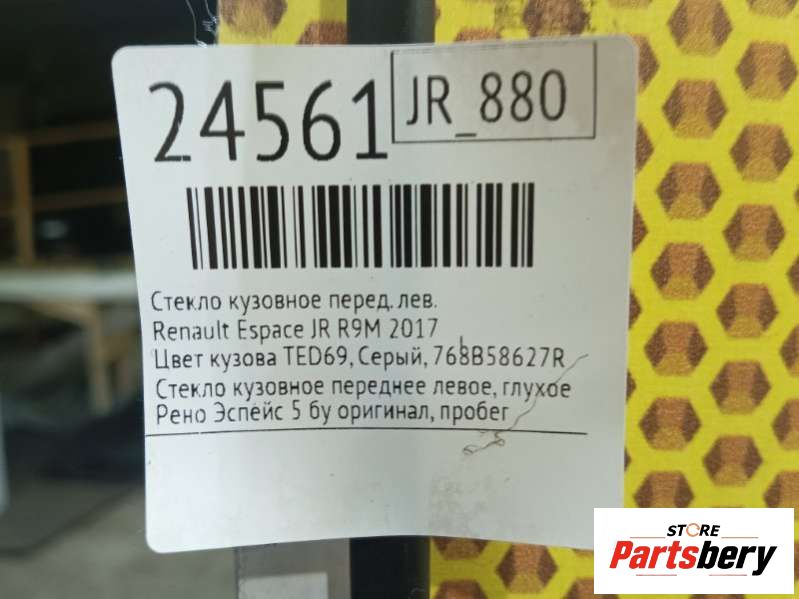 24561
JR_880
Стекло кузовное перед. лев.
Renault Espace JR R9M 2017
Цвет кузова TED69, Серый, 768B58627R
Стекло кузовное переднее левое, глухое
Рено Эспейс 5 бу оригинал, пробег
STORE
Partsbery